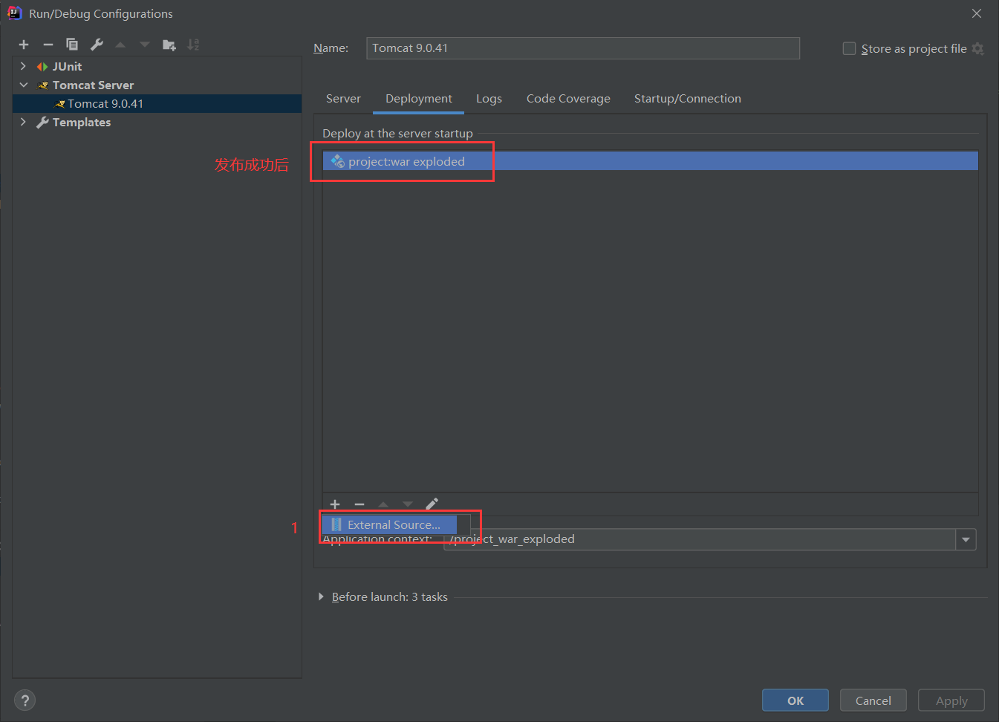 Run/Debug Configurations
Name: Tomcat 9.0.41
Store as project file
JUnit
Tomcat Server
Tomcat 9.0.41
Templates
Server Deployment Logs Code Coverage Startup/Connection
Deploy at the server startup
发布成功后
project:war exploded
1
External Source...
Application context: /project_war_exploded
Before launch: 3 tasks
?
OK Cancel Apply